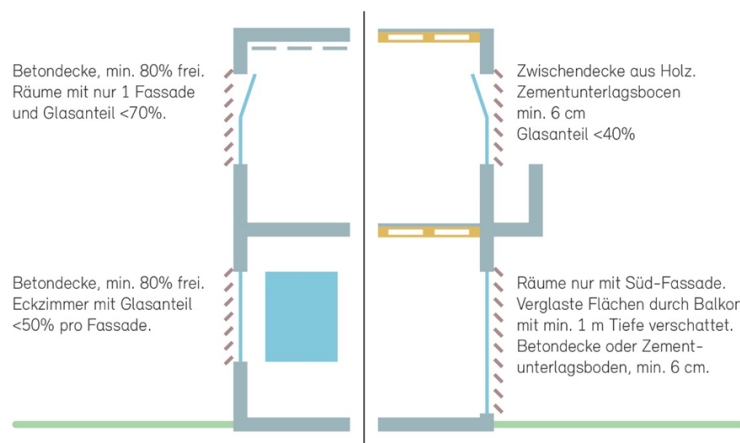 Betondecke, min. 80% frei.
Räume mit nur 1 Fassade
und Glasanteil <70%.
Zwischendecke aus Holz.
Zementunterlagsbocen
min. 6 cm
Glasanteil <40%
Betondecke, min. 80% frei.
Eckzimmer mit Glasanteil
<50% pro Fassade.
Räume nur mit Süd-Fassade.
Verglaste Flächen durch Balkon
mit min. 1 m Tiefe verschattet.
Betondecke oder Zement-
unterlagsboden, min. 6 cm.